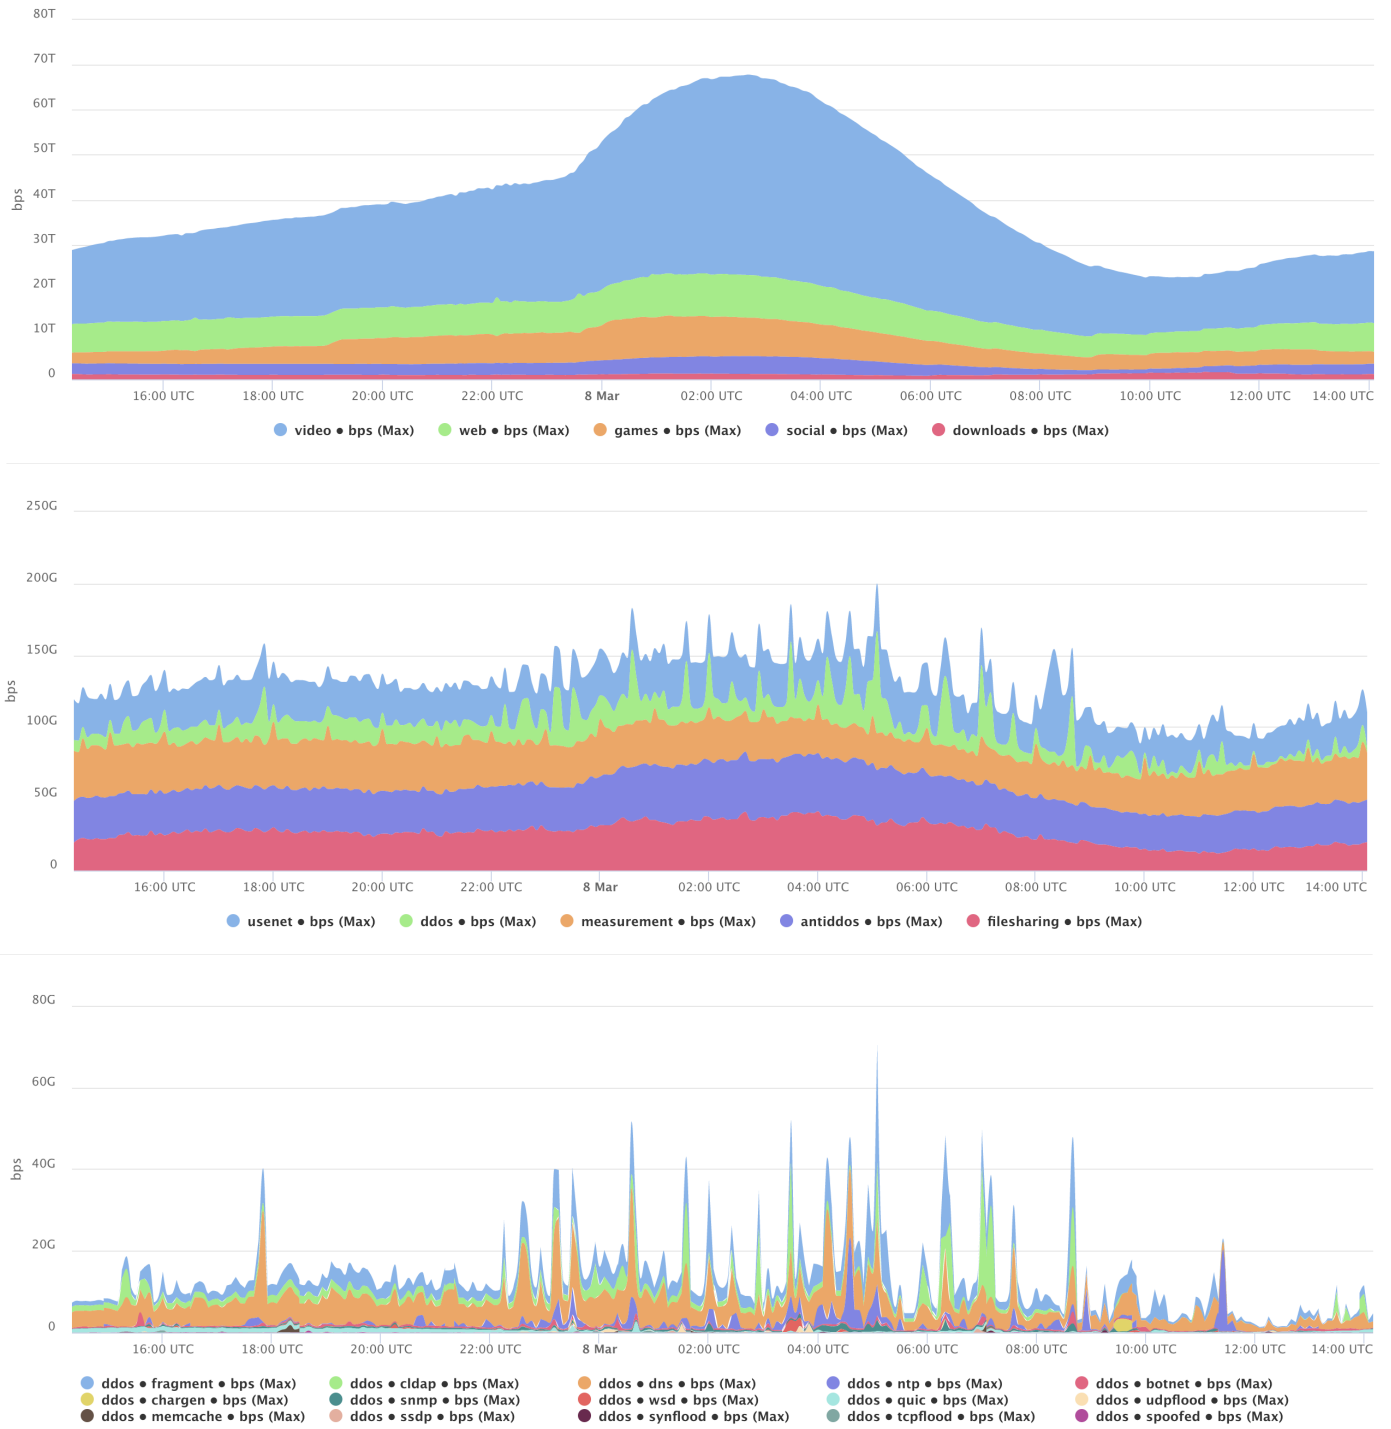 80T
70T
60T
50T
40T
30T
20T
10T
0
bps
16:00 UTC 18:00 UTC 20:00 UTC 22:00 UTC 8 Mar 02:00 UTC 04:00 UTC 06:00 UTC 08:00 UTC 10:00 UTC 12:00 UTC 14:00 UTC
video • bps (Max) web • bps (Max) games • bps (Max) social • bps (Max) downloads • bps (Max)
250G
200G
150G
100G
50G
0
bps
16:00 UTC 18:00 UTC 20:00 UTC 22:00 UTC 8 Mar 02:00 UTC 04:00 UTC 06:00 UTC 08:00 UTC 10:00 UTC 12:00 UTC 14:00 UTC
usenet • bps (Max) ddos • bps (Max) measurement • bps (Max) antiddos • bps (Max) filesharing • bps (Max)
80G
60G
40G
20G
0
bps
16:00 UTC 18:00 UTC 20:00 UTC 22:00 UTC 8 Mar 02:00 UTC 04:00 UTC 06:00 UTC 08:00 UTC 10:00 UTC 12:00 UTC 14:00 UTC
ddos • fragment • bps (Max) ddos • cldap • bps (Max) ddos • dns • bps (Max) ddos • ntp • bps (Max) ddos • botnet • bps (Max)
ddos • chargen • bps (Max) ddos • snmp • bps (Max) ddos • wsd • bps (Max) ddos • quic • bps (Max) ddos • udpflood • bps (Max)
ddos • memcache • bps (Max) ddos • ssdp • bps (Max) ddos • synflood • bps (Max) ddos • tcpflood • bps (Max) ddos • spoofed • bps (Max)